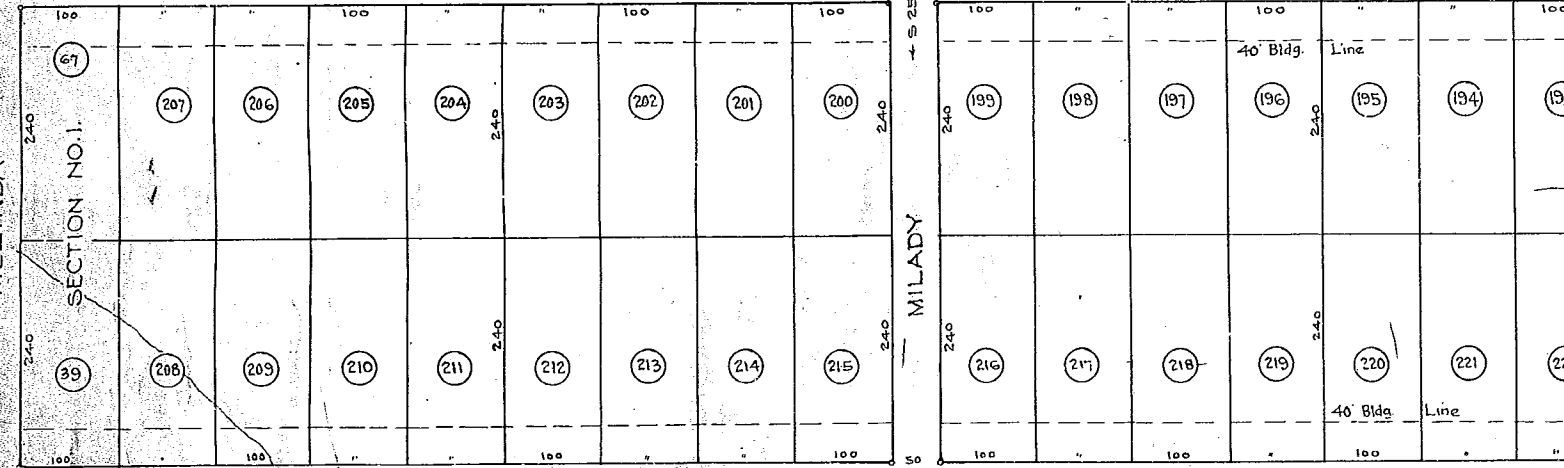 100 " " 100 " " 100 " 100 100 " " 100 " " 100
40' Bldg. Line
67
207 206 205 204 203 202 201 200 199 198 197 196 195 194
240 240 240 240 240
SECTION NO. 1.
MILADY
240 240 240 240 240
39 208 209 210 211 212 213 214 215 216 217 218 219 220 221
40' Bldg. Line
100 100 " " 100 " " 100 50 100 " " 100 " " 100